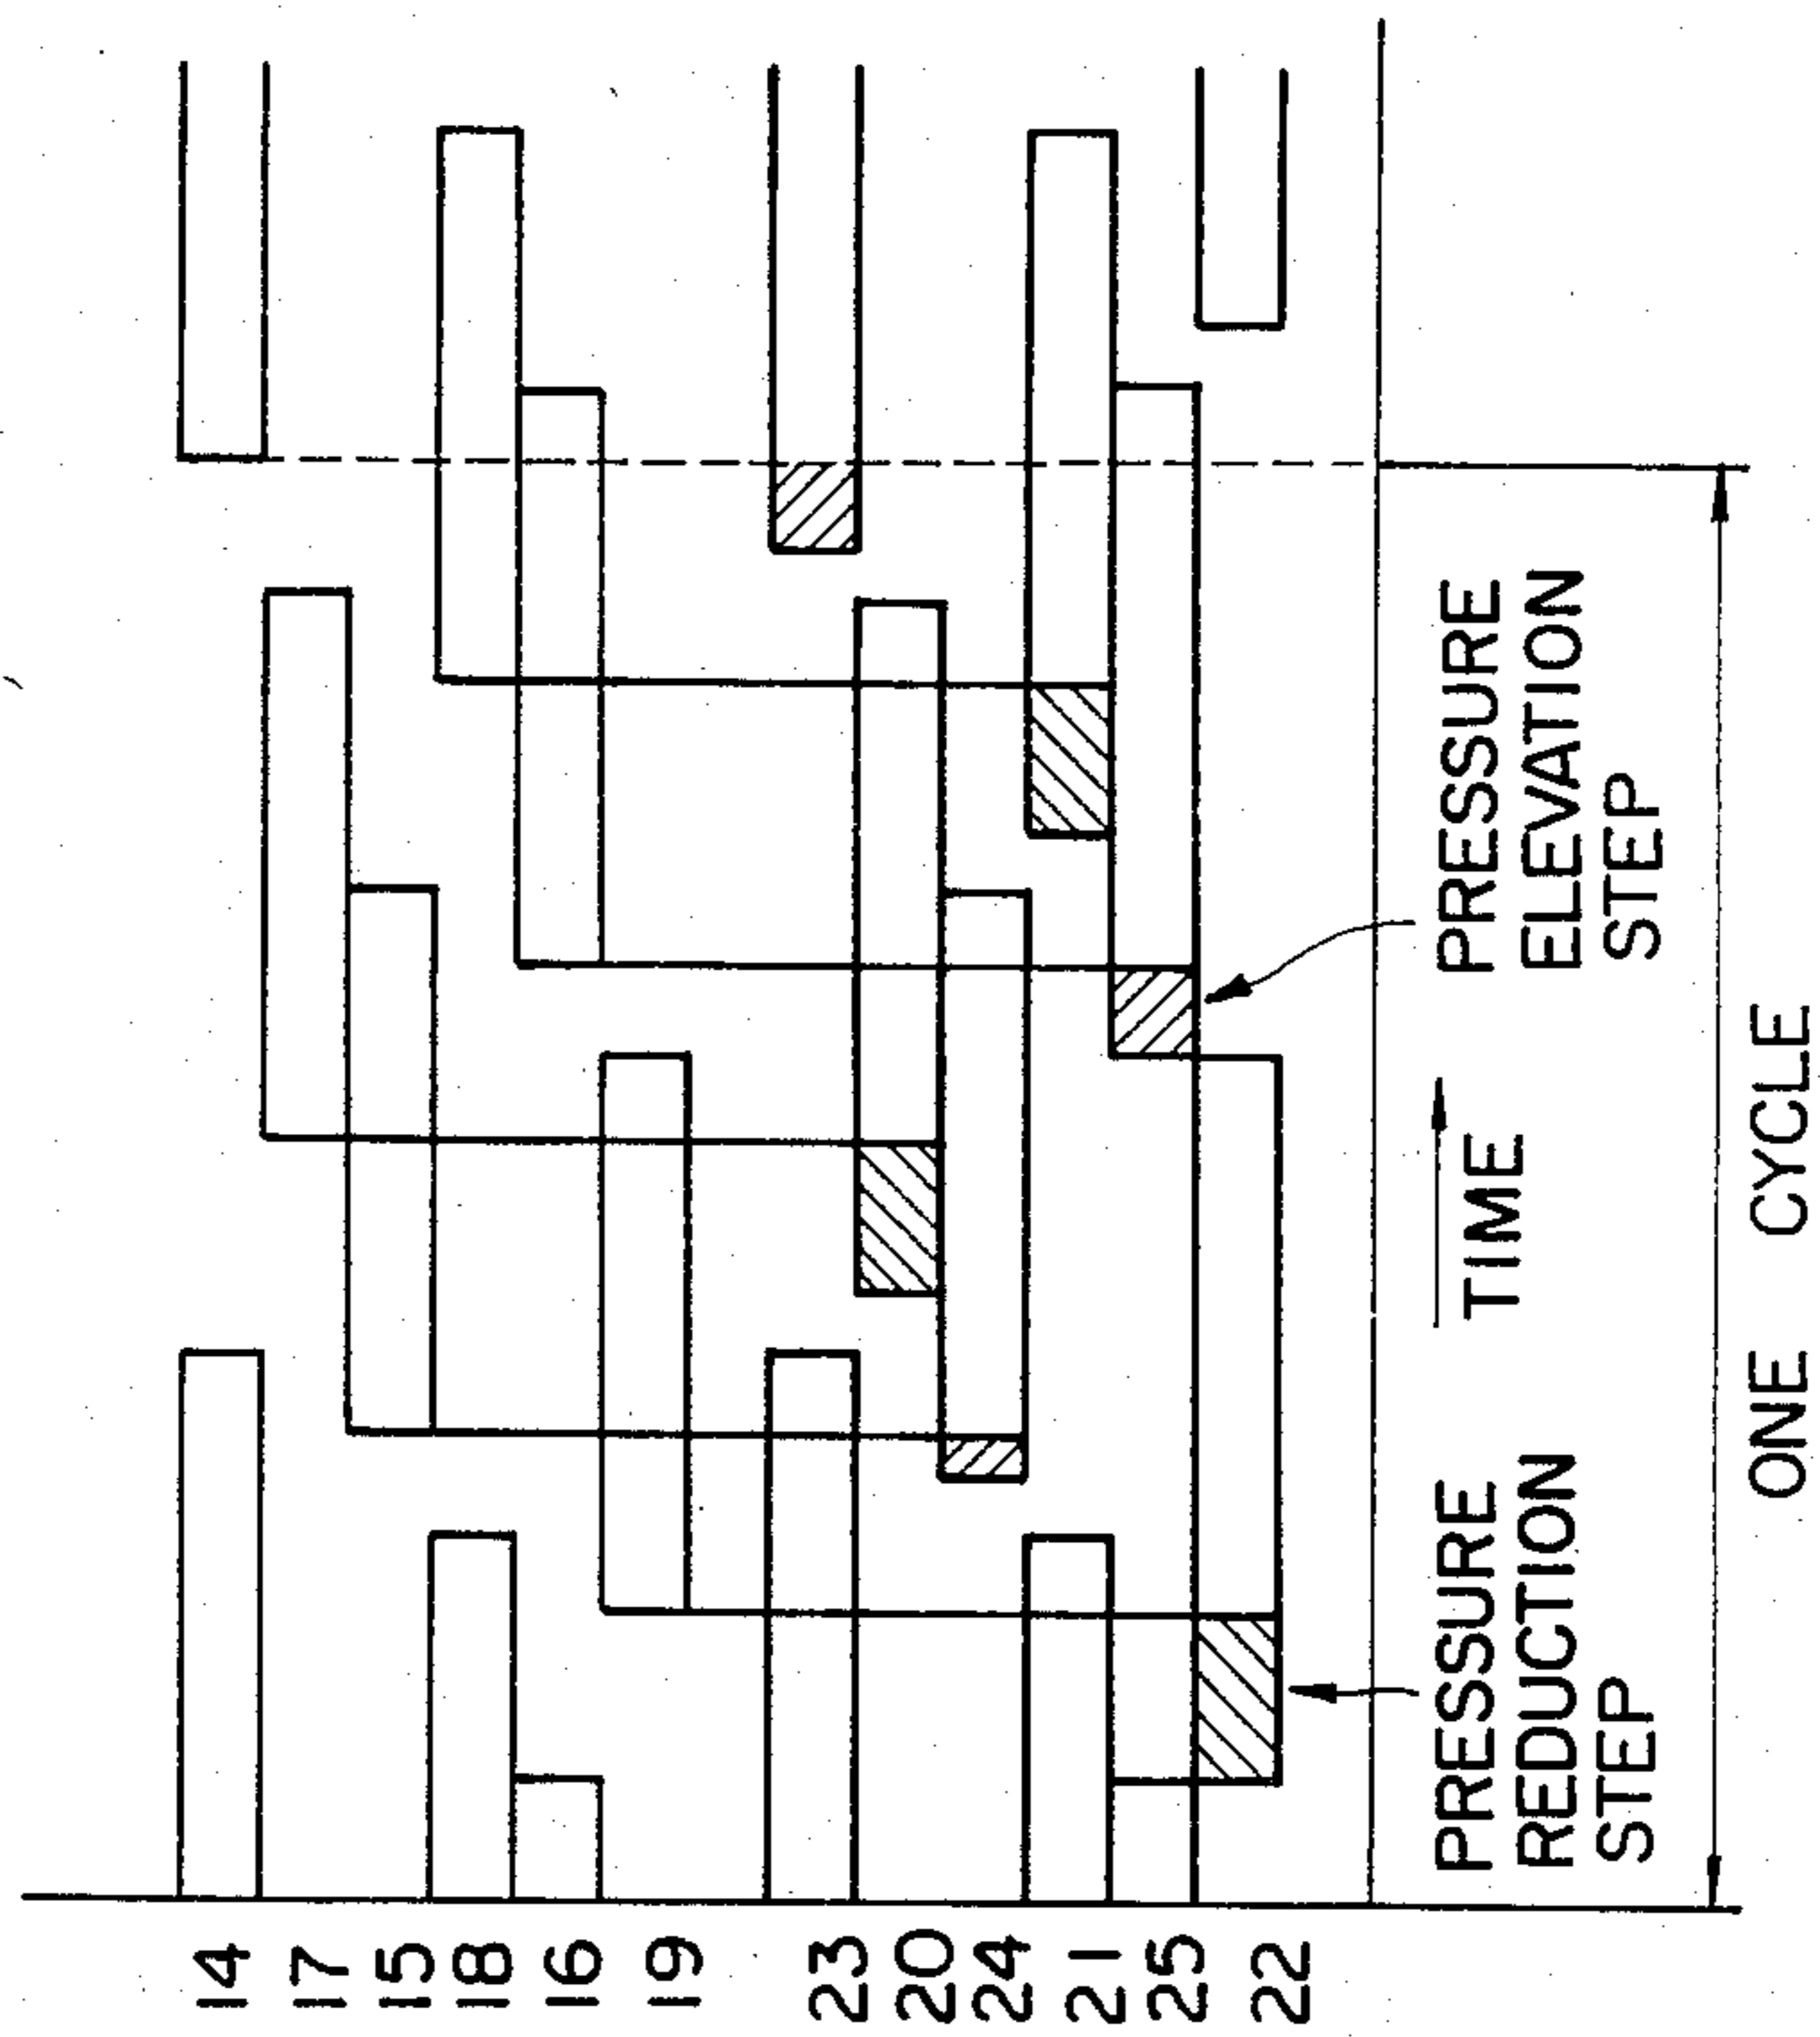 14
17
15
18
16
19
23
20
24
21
25
22
PRESSURE
REDUCTION
STEP
TIME
PRESSURE
ELEVATION
STEP
ONE CYCLE